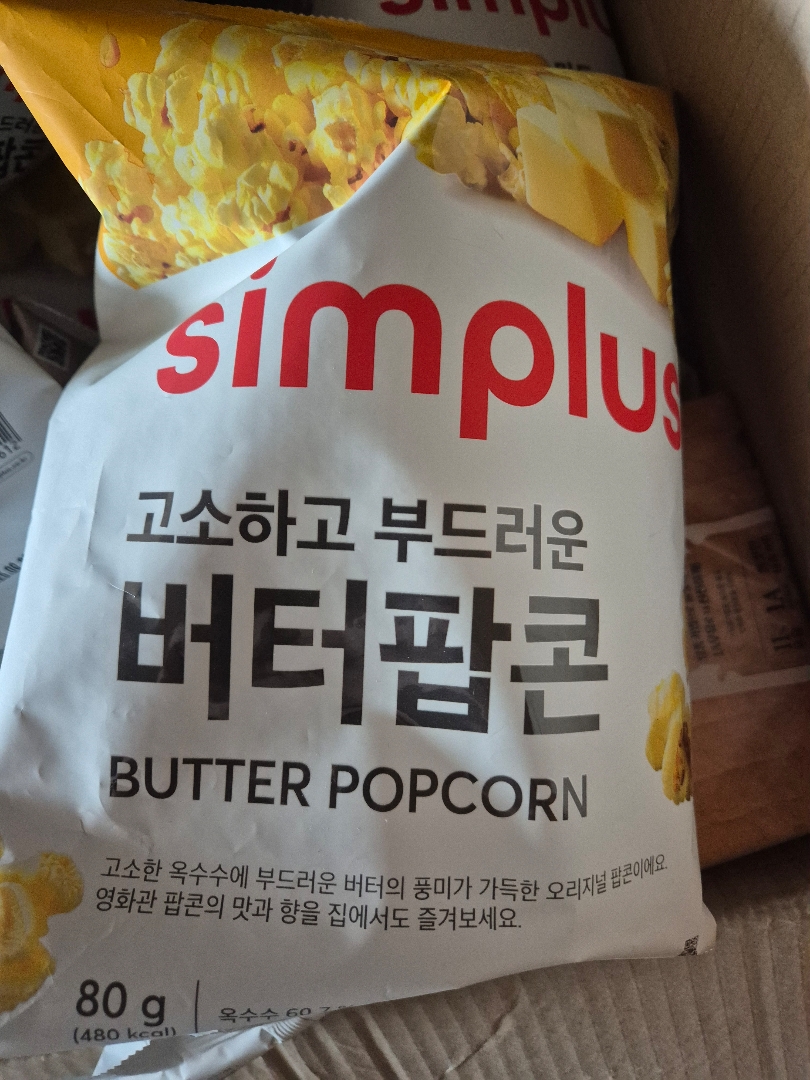 simplus
고소하고 부드러운
버터팝콘
BUTTER POPCORN
고소한 옥수수에 부드러운 버터의 풍미가 가득한 오리지널 팝콘이에요.
영화관 팝콘의 맛과 향을 집에서도 즐겨보세요.
80 g
(480 kcal)
옥수수